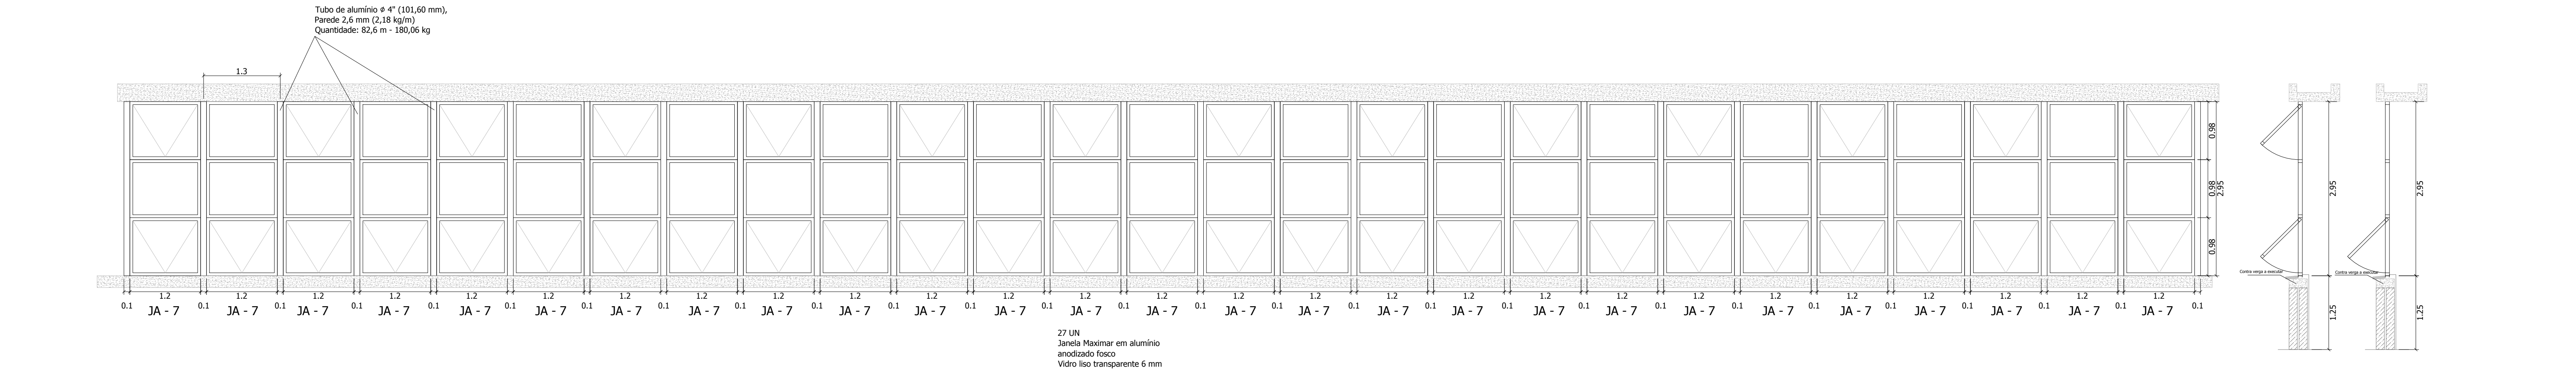 Tubo de alumínio ø 4" (101,60 mm),
Parede 2,6 mm (2,18 kg/m)
Quantidade: 82,6 m - 180,06 kg
1.3
0.98
0.98
0.98
2.95
2.95
2.95
Contra verga a executar
Contra verga a executar
1.25
1.25
1.2 1.2 1.2 1.2 1.2 1.2 1.2 1.2 1.2 1.2 1.2 1.2 1.2 1.2 1.2 1.2 1.2 1.2 1.2 1.2 1.2 1.2 1.2 1.2 1.2 1.2 1.2
0.1 0.1 0.1 0.1 0.1 0.1 0.1 0.1 0.1 0.1 0.1 0.1 0.1 0.1 0.1 0.1 0.1 0.1 0.1 0.1 0.1 0.1 0.1 0.1 0.1 0.1 0.1 0.1
JA - 7 JA - 7 JA - 7 JA - 7 JA - 7 JA - 7 JA - 7 JA - 7 JA - 7 JA - 7 JA - 7 JA - 7 JA - 7 JA - 7 JA - 7 JA - 7 JA - 7 JA - 7 JA - 7 JA - 7 JA - 7 JA - 7 JA - 7 JA - 7 JA - 7 JA - 7 JA - 7
27 UN
Janela Maximar em alumínio
anodizado fosco
Vidro liso transparente 6 mm